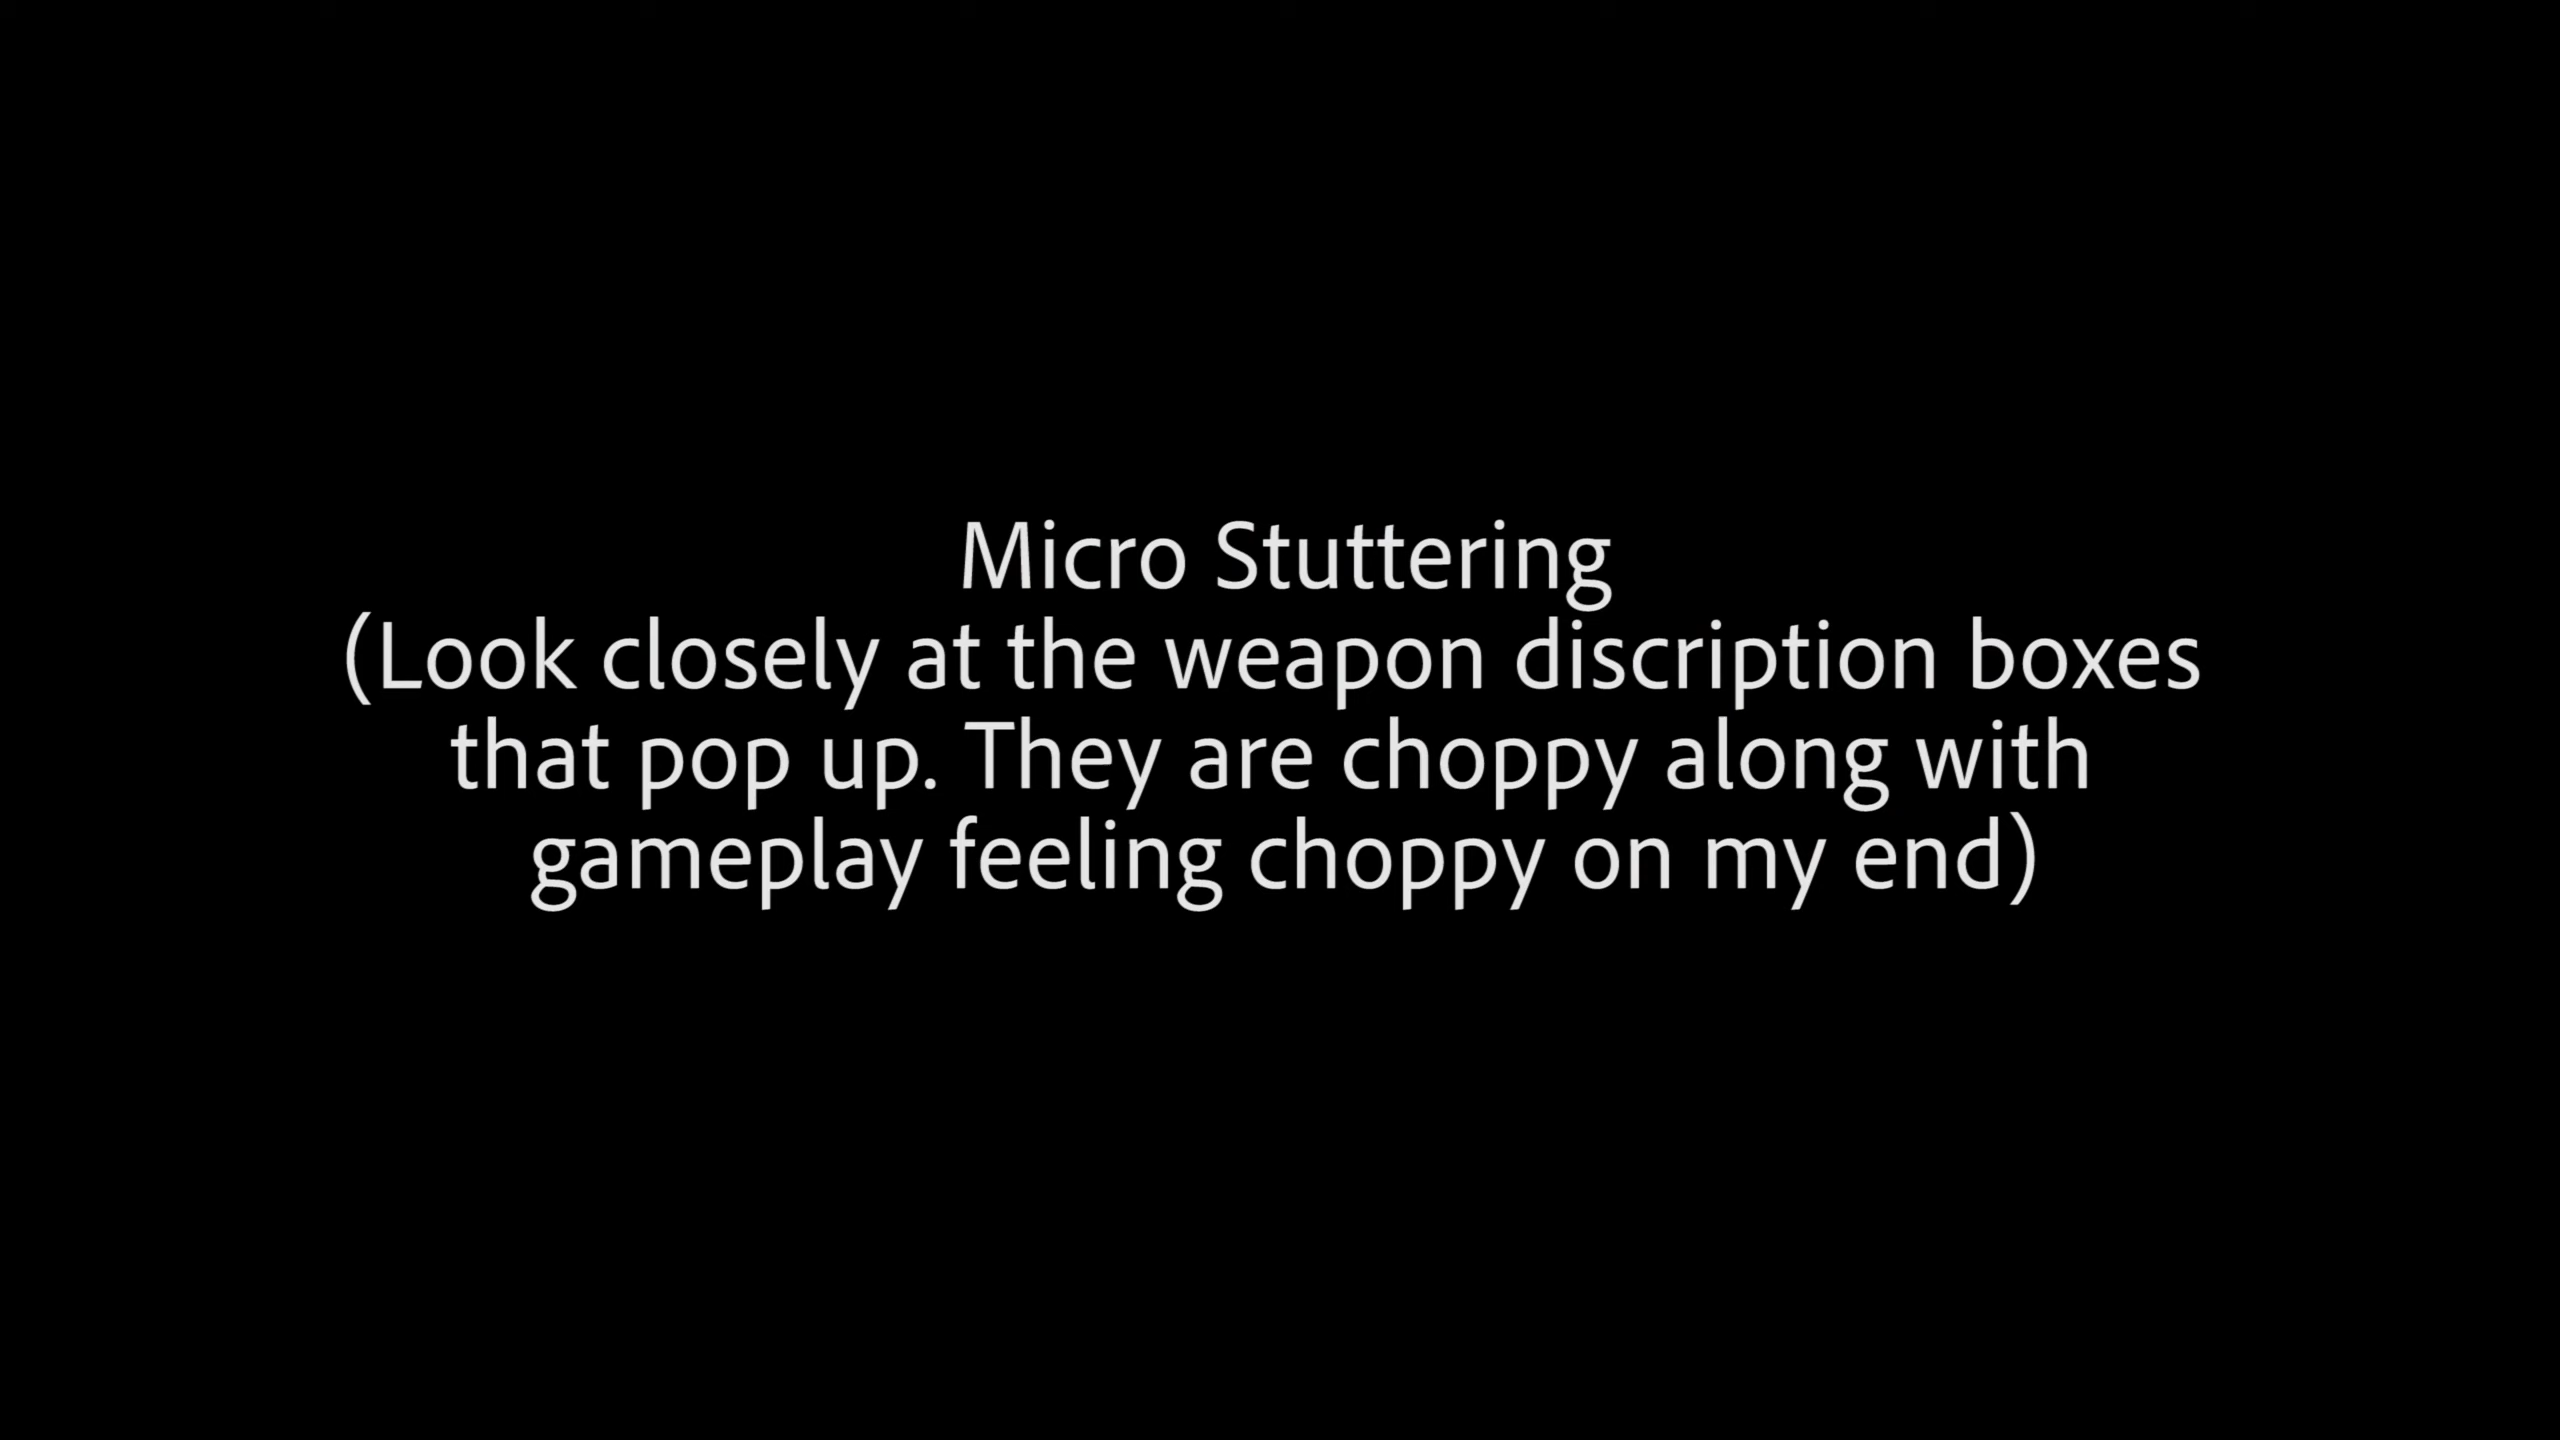 Micro Stuttering
(Look closely at the weapon discription boxes
that pop up. They are choppy along with
gameplay feeling choppy on my end)